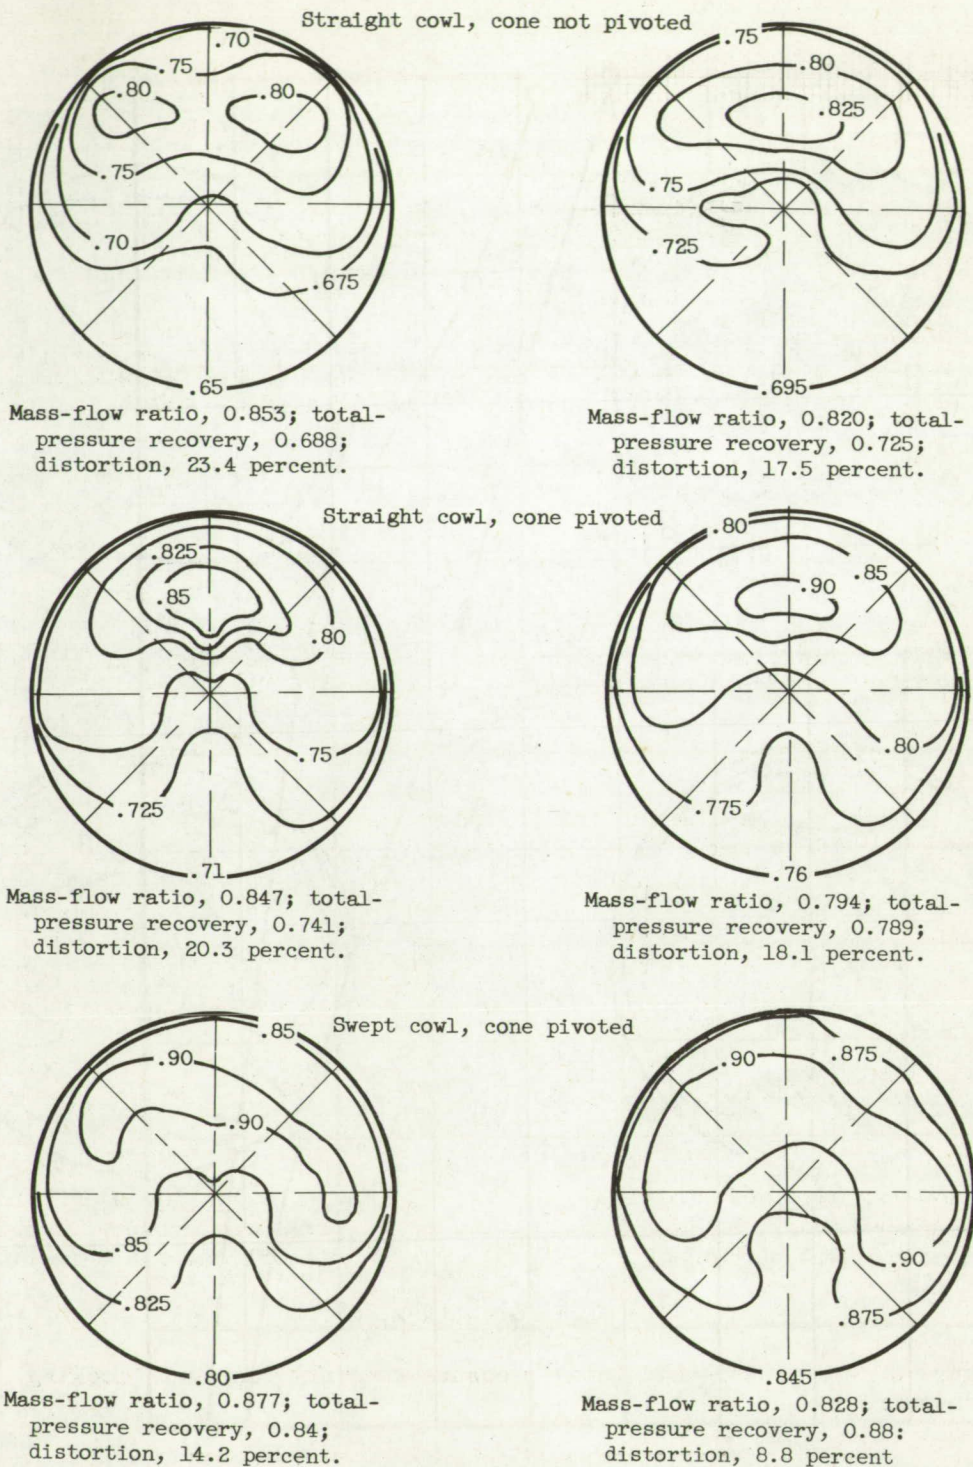 Straight cowl, cone not pivoted
.70
.75
.80
.80
.75
.70
.675
.65
Mass-flow ratio, 0.853; total-
pressure recovery, 0.688;
distortion, 23.4 percent.
.75
.80
.825
.75
.725
.695
Mass-flow ratio, 0.820; total-
pressure recovery, 0.725;
distortion, 17.5 percent.
Straight cowl, cone pivoted
.825
.85
.80
.75
.725
.71
Mass-flow ratio, 0.847; total-
pressure recovery, 0.741;
distortion, 20.3 percent.
.80
.85
.90
.80
.775
.76
Mass-flow ratio, 0.794; total-
pressure recovery, 0.789;
distortion, 18.1 percent.
Swept cowl, cone pivoted
.85
.90
.90
.85
.825
.80
Mass-flow ratio, 0.877; total-
pressure recovery, 0.84;
distortion, 14.2 percent.
.875
.90
.90
.875
.845
Mass-flow ratio, 0.828; total-
pressure recovery, 0.88:
distortion, 8.8 percent